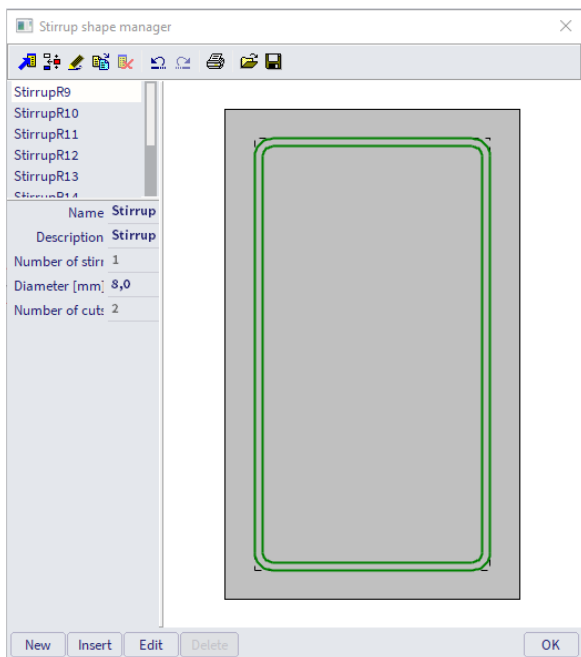 Stirrup shape manager
StirrupR9
StirrupR10
StirrupR11
StirrupR12
StirrupR13
StirrupR14
Name Stirrup
Description Stirrup
Number of stirr 1
Diameter [mm] 8,0
Number of cuts 2
New Insert Edit Delete OK